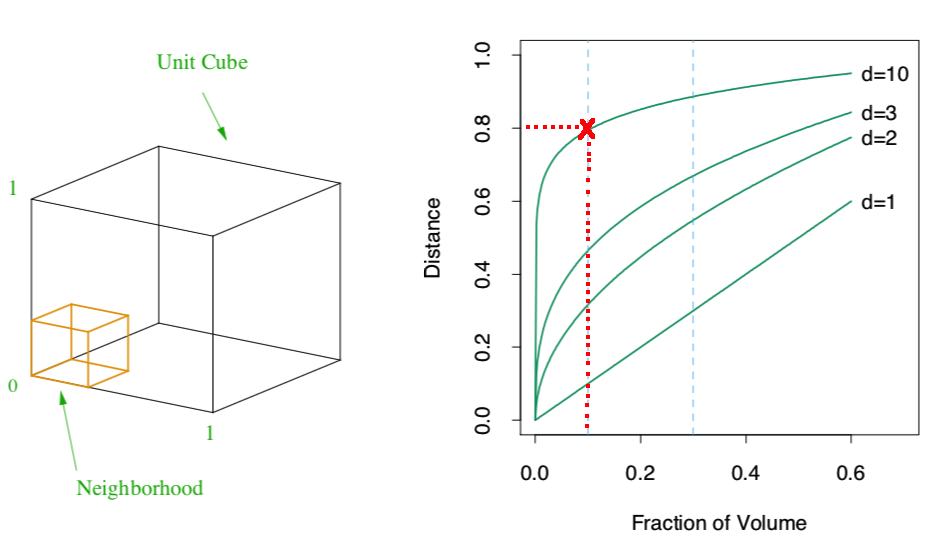 Unit Cube
1
0
1
Neighborhood
Distance
1.0
0.8
0.6
0.4
0.2
0.0
d=10
d=3
d=2
d=1
0.0 0.2 0.4 0.6
Fraction of Volume